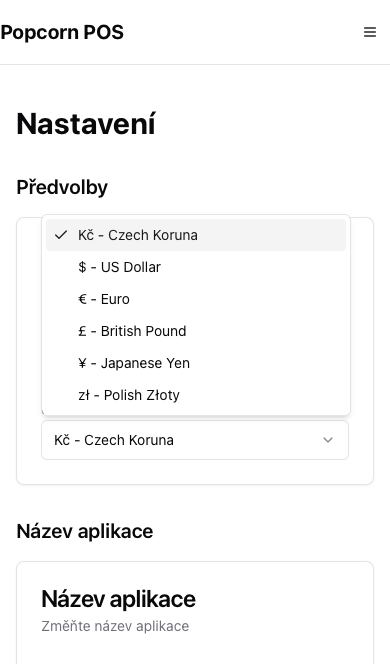 Popcorn POS
Nastavení
Předvolby
Kč - Czech Koruna
$ - US Dollar
€ - Euro
£ - British Pound
¥ - Japanese Yen
zł - Polish Złoty
Kč - Czech Koruna
Název aplikace
Název aplikace
Změňte název aplikace